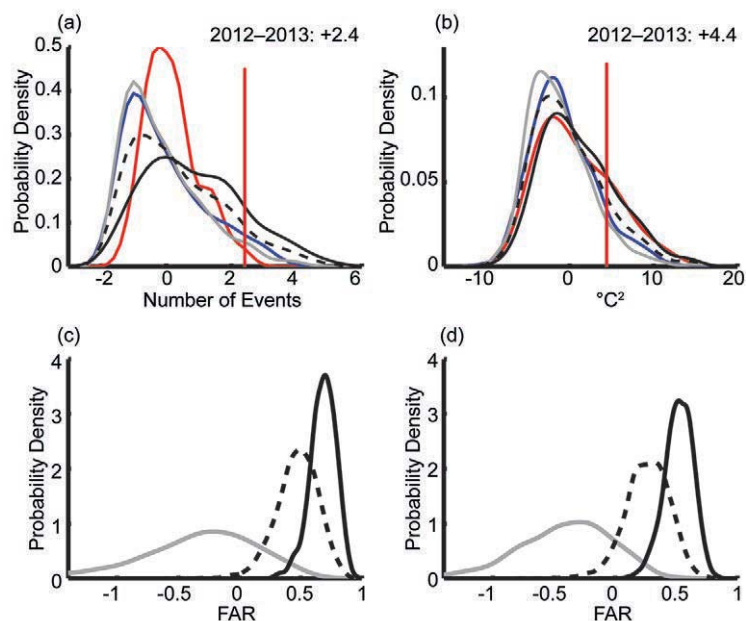 (a)
2012–2013: +2.4
Probability Density
0.5
0.4
0.3
0.2
0.1
0
-2 0 2 4 6
Number of Events
(b)
2012–2013: +4.4
Probability Density
0.1
0.05
0
-10 0 10 20
°C²
(c)
Probability Density
4
3
2
1
0
-1 -0.5 0 0.5 1
FAR
(d)
Probability Density
4
3
2
1
0
-1 -0.5 0 0.5 1
FAR